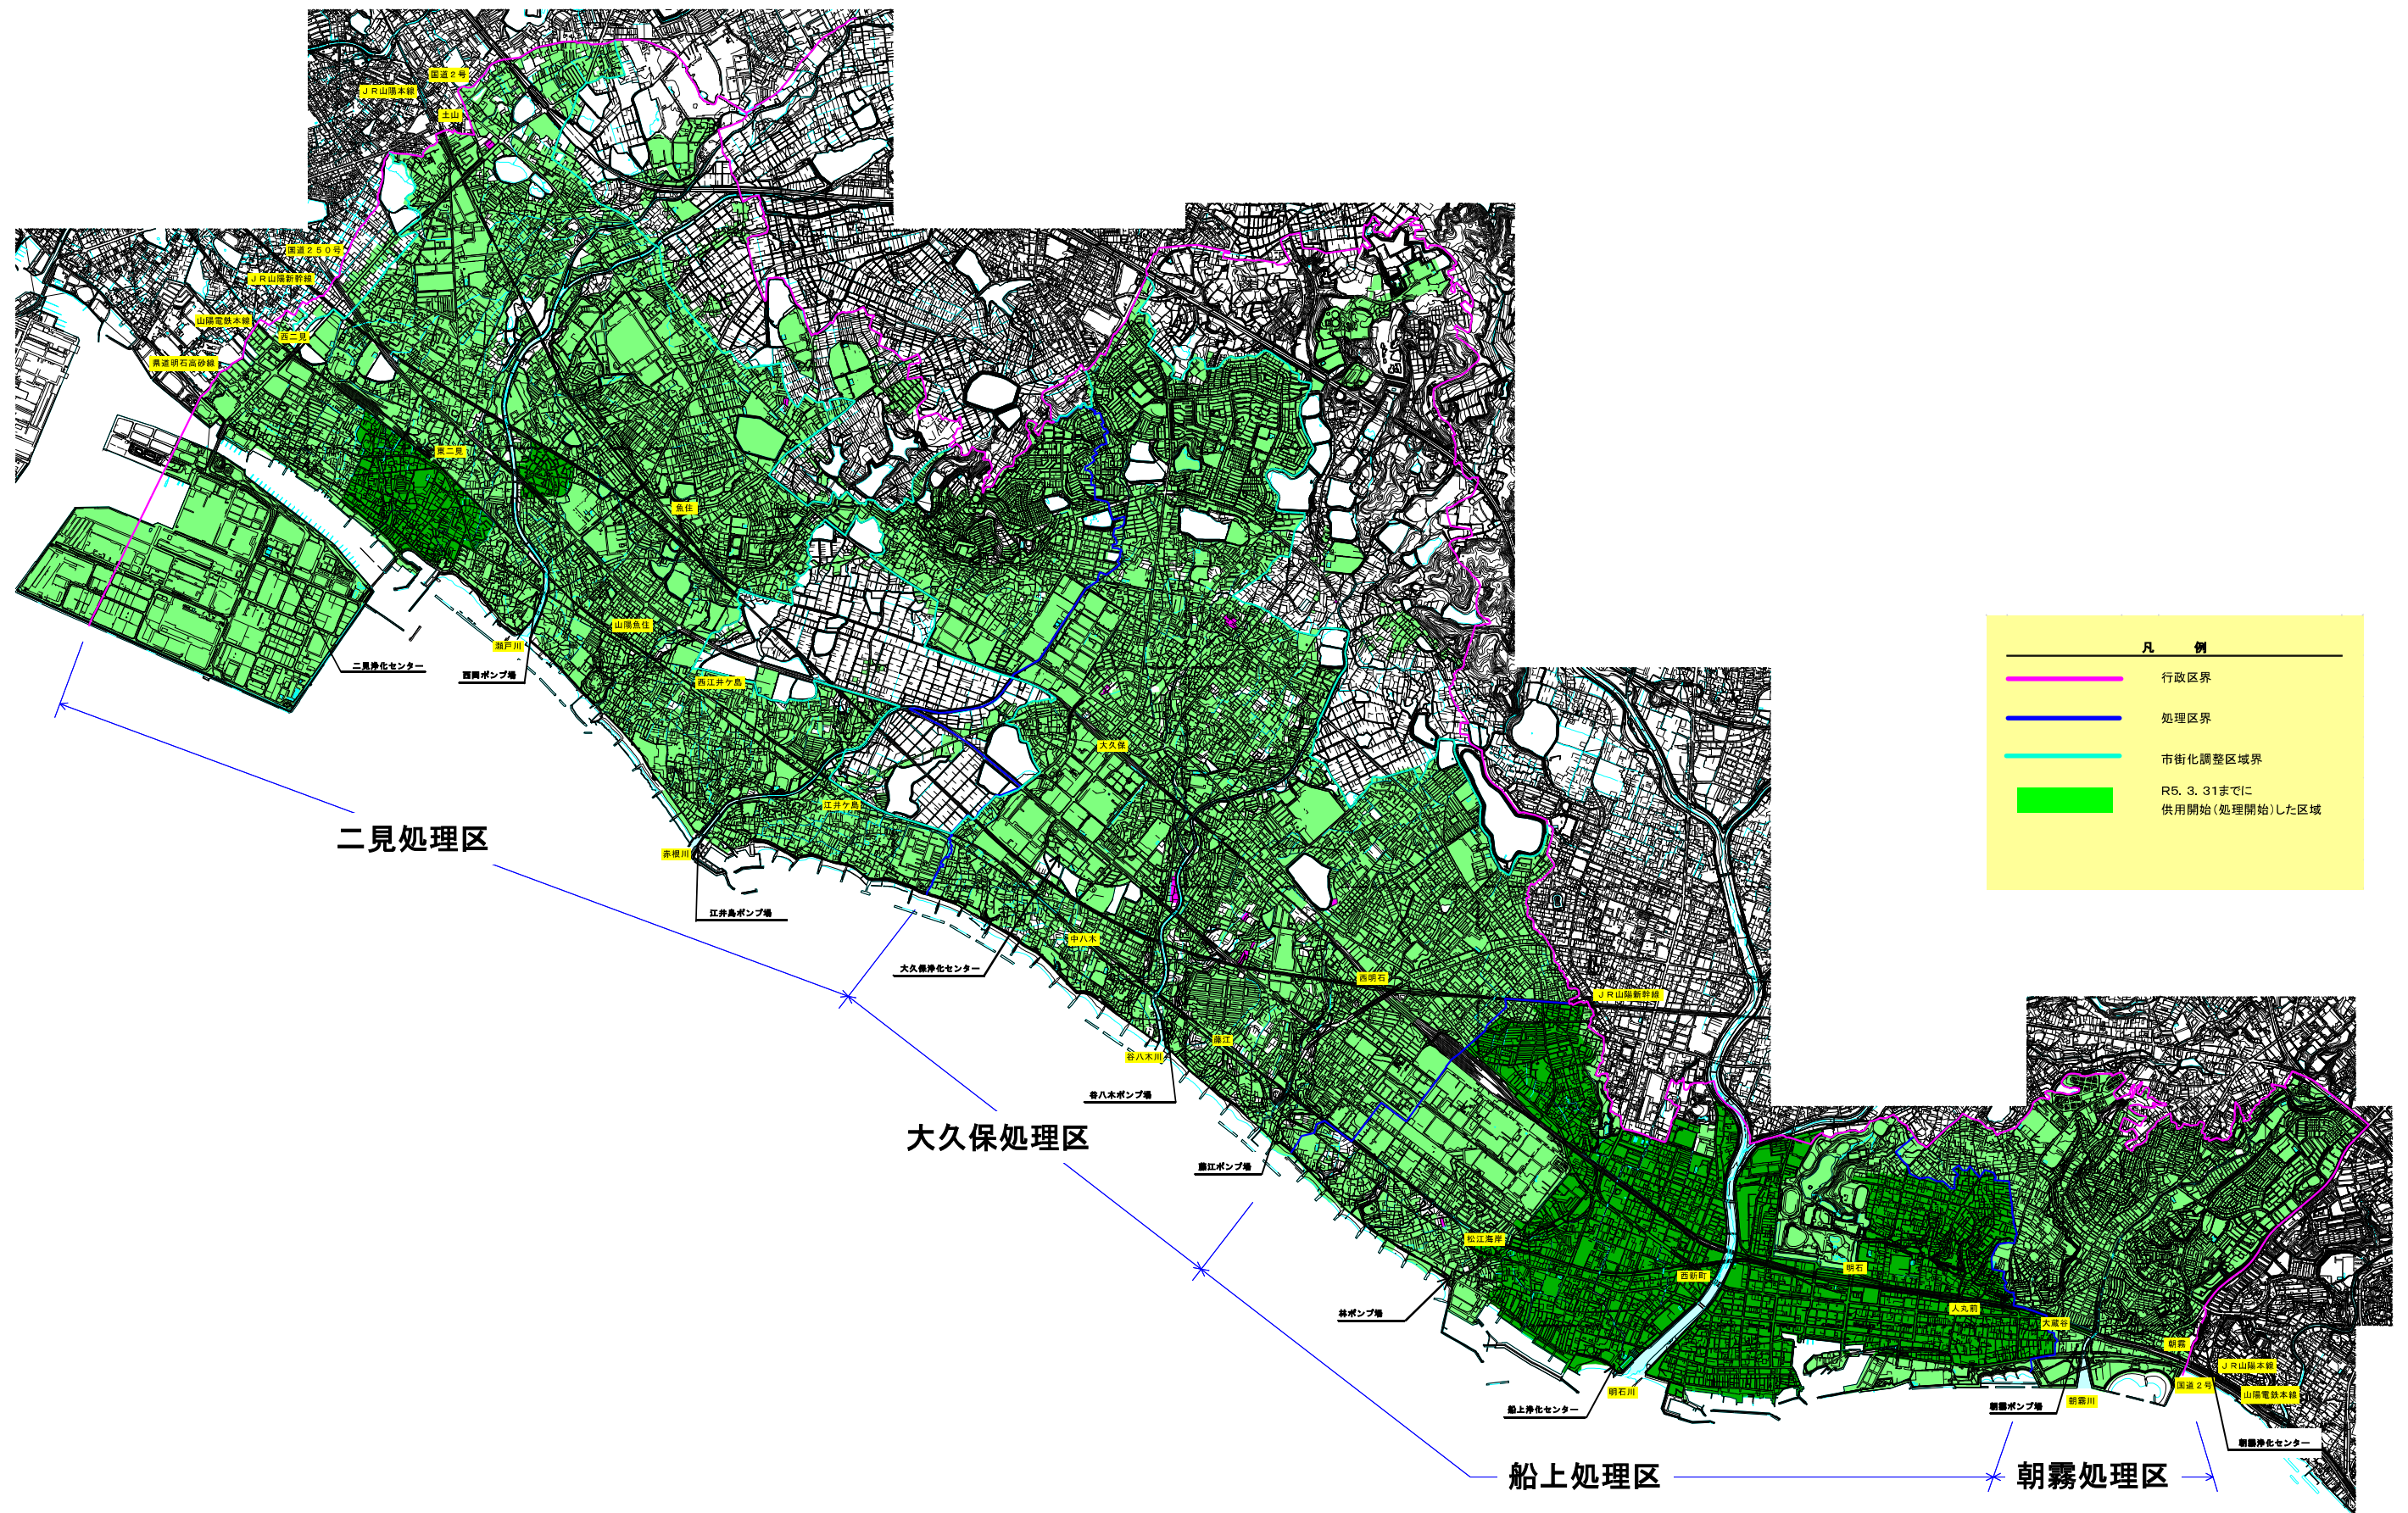 国道２号
ＪＲ山陽本線
土山
国道２５０号
ＪＲ山陽新幹線
山陽電鉄本線
西二見
県道明石高砂線
東二見
魚住
山陽魚住
瀬戸川
二見浄化センター
西岡ポンプ場
西江井ケ島
大久保
江井ケ島
赤根川
江井島ポンプ場
二見処理区
中八木
大久保浄化センター
西明石
ＪＲ山陽新幹線
藤江
谷八木川
谷八木ポンプ場
大久保処理区
藤江ポンプ場
松江海岸
西新町
明石
人丸前
大蔵谷
朝霧
林ポンプ場
ＪＲ山陽本線
国道２号
山陽電鉄本線
明石川
朝霧川
船上浄化センター
朝霧ポンプ場
朝霧浄化センター
船上処理区
朝霧処理区
凡 例
行政区界
処理区界
市街化調整区域界
R5. 3. 31までに
供用開始（処理開始）した区域